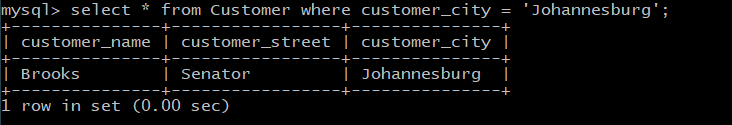 mysql> select * from Customer where customer_city = 'Johannesburg';
+---------------+-----------------+---------------+
| customer_name | customer_street | customer_city |
+---------------+-----------------+---------------+
| Brooks        | Senator         | Johannesburg  |
+---------------+-----------------+---------------+
1 row in set (0.00 sec)